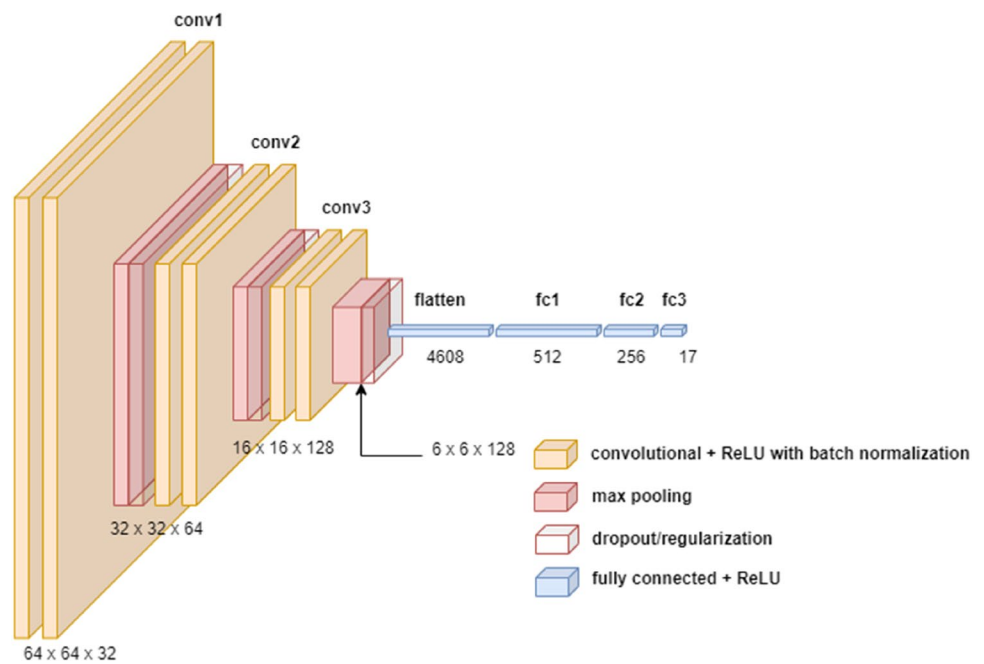 conv1
conv2
conv3
flatten fc1 fc2 fc3
4608 512 256 17
16 x 16 x 128
6 x 6 x 128
32 x 32 x 64
64 x 64 x 32
convolutional + ReLU with batch normalization
max pooling
dropout/regularization
fully connected + ReLU